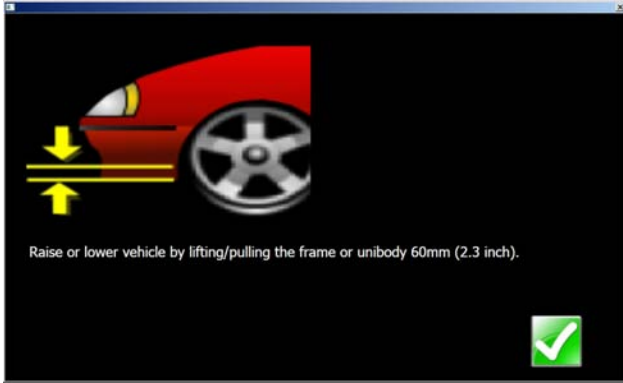 Raise or lower vehicle by lifting/pulling the frame or unibody 60mm (2.3 inch).